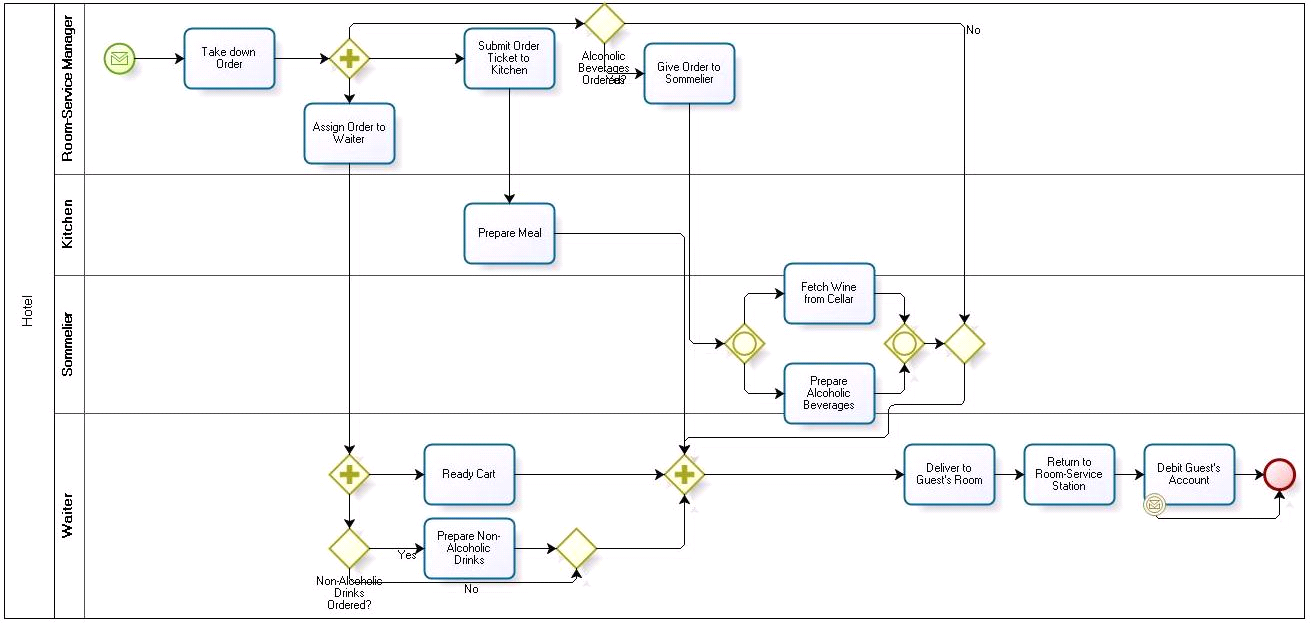 Hotel
Room-Service Manager
Take down
Order
Submit Order
Ticket to
Kitchen
Alcoholic
Beverages
Ordered?
Yes
Give Order to
Sommelier
No
Assign Order to
Waiter
Kitchen
Prepare Meal
Sommelier
Fetch Wine
from Cellar
Prepare
Alcoholic
Beverages
Waiter
Ready Cart
Deliver to
Guest's Room
Return to
Room-Service
Station
Debit Guest's
Account
Yes
Prepare Non-
Alcoholic
Drinks
Non-Alcoholic
Drinks
Ordered?
No